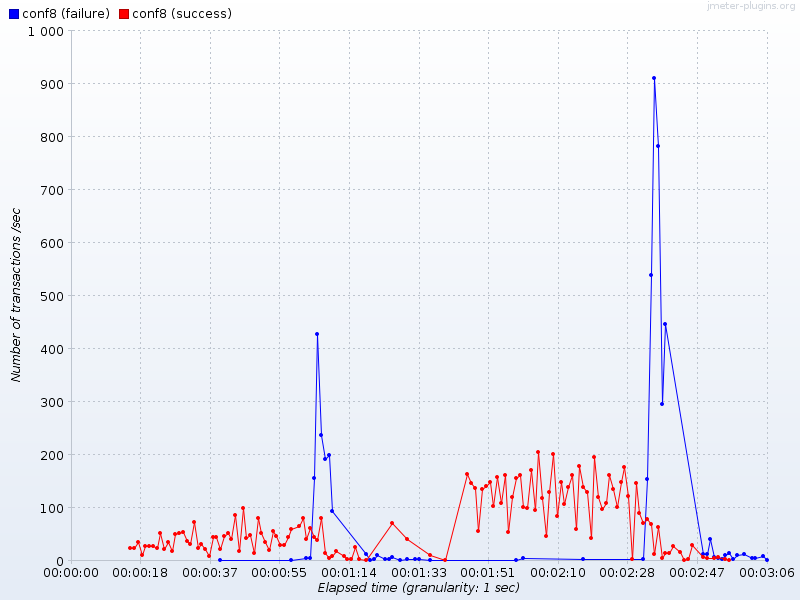 conf8 (failure) conf8 (success)
jmeter-plugins.org
1 000
900
800
700
600
500
400
300
200
100
0
Number of transactions /sec
00:00:00 00:00:18 00:00:37 00:00:55 00:01:14 00:01:33 00:01:51 00:02:10 00:02:28 00:02:47 00:03:06
Elapsed time (granularity: 1 sec)